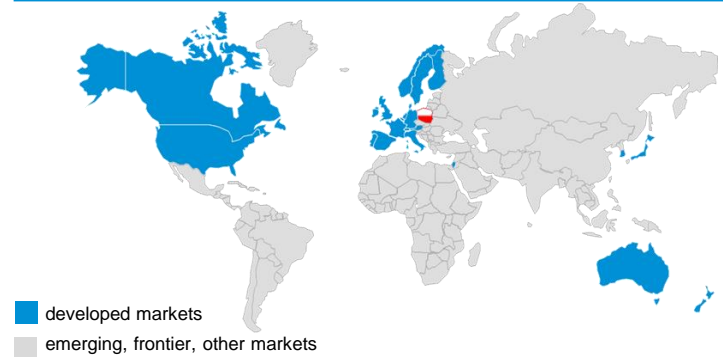 developed markets
emerging, frontier, other markets